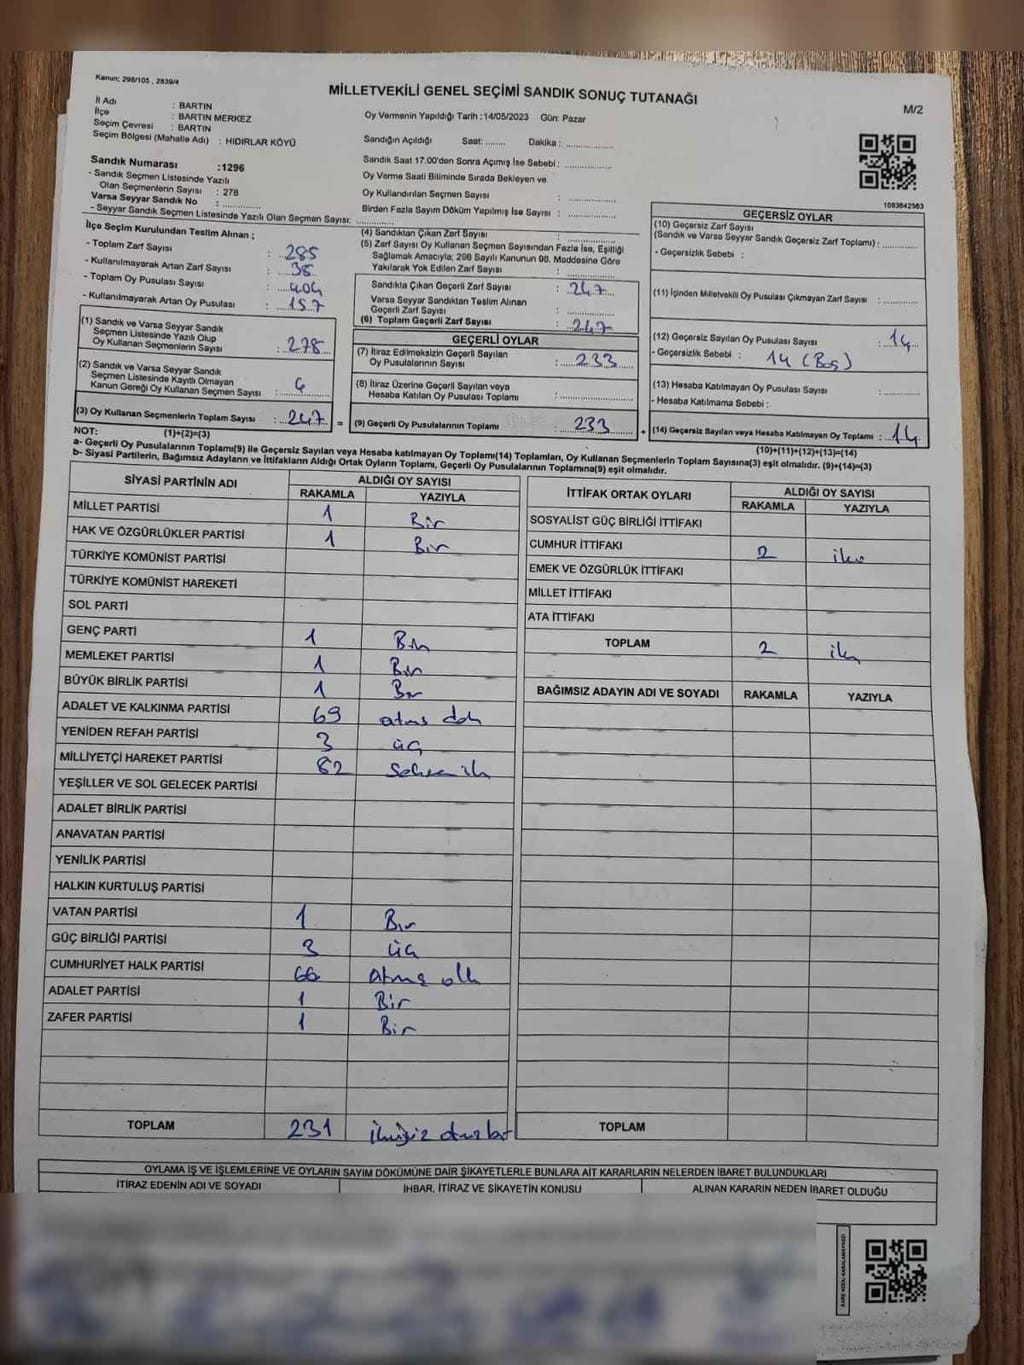 Kanun: 298/105 , 2839/4
MİLLETVEKİLİ GENEL SEÇİMİ SANDIK SONUÇ TUTANAĞI
M/2
İl Adı : BARTIN
İlçe : BARTIN MERKEZ
Seçim Çevresi : BARTIN
Seçim Bölgesi (Mahalle Adı) : HIDIRLAR KÖYÜ
Oy Vermenin Yapıldığı Tarih :14/05/2023 Gün: Pazar
Sandığın Açıldığı Saat: Dakika :
Sandık Saat 17.00'den Sonra Açımış İse Sebebi :
Oy Verme Saati Bitiminde Sırada Bekleyen ve
Oy Kullandırılan Seçmen Sayısı :
Birden Fazla Sayım Döküm Yapılmış İse Sayısı :
Sandık Numarası :1296
- Sandık Seçmen Listesinde Yazılı
Olan Seçmenlerin Sayısı : 278
Varsa Seyyar Sandık No :
- Seyyar Sandık Seçmen Listesinde Yazılı Olan Seçmen Sayısı:
1083642563
İlçe Seçim Kurulundan Teslim Alınan ;
- Toplam Zarf Sayısı : 285
- Kullanılmayarak Artan Zarf Sayısı : 38
- Toplam Oy Pusulası Sayısı : 404
- Kullanılmayarak Artan Oy Pusulası : 157
(1) Sandık ve Varsa Seyyar Sandık
Seçmen Listesinde Yazılı Olup
Oy Kullanan Seçmenlerin Sayısı : 278
(2) Sandık ve Varsa Seyyar Sandık
Seçmen Listesinde Kayıtlı Olmayan
Kanun Gereği Oy Kullanan Seçmen Sayısı :
(3) Oy Kullanan Seçmenlerin Toplam Sayısı : 247 =
(4) Sandıktan Çıkan Zarf Sayısı :
(5) Zarf Sayısı Oy Kullanan Seçmen Sayısından Fazla İse, Eşitliği
Sağlamak Amacıyla; 298 Sayılı Kanunun 98. Maddesine Göre
Yakılarak Yok Edilen Zarf Sayısı :
Sandıkta Çıkan Geçerli Zarf Sayısı : 247
Varsa Seyyar Sandıktan Teslim Alınan
Geçerli Zarf Sayısı :
(6) Toplam Geçerli Zarf Sayısı : 247
GEÇERLİ OYLAR
(7) İtiraz Edilmeksizin Geçerli Sayılan
Oy Pusulalarının Sayısı : 233
(8) İtiraz Üzerine Geçerli Sayılan veya
Hesaba Katılan Oy Pusulası Toplamı :
(9) Geçerli Oy Pusulalarının Toplamı : 233 +
GEÇERSİZ OYLAR
(10) Geçersiz Zarf Sayısı
(Sandık ve Varsa Seyyar Sandık Geçersiz Zarf Toplamı) :
- Geçersizlik Sebebi :
(11) İçinden Milletvekili Oy Pusulası Çıkmayan Zarf Sayısı :
(12) Geçersiz Sayılan Oy Pusulası Sayısı : 14
- Geçersizlik Sebebi : 14 (Boş)
(13) Hesaba Katılmayan Oy Pusulası Sayısı :
- Hesaba Katılmama Sebebi :
(14) Geçersiz Sayılan veya Hesaba Katılmayan Oy Toplamı : 14
NOT: (1)+(2)=(3) (10)+(11)+(12)+(13)=(14)
a- Geçerli Oy Pusulalarının Toplamı(9) ile Geçersiz Sayılan veya Hesaba katılmayan Oy Toplamı(14) Toplamları, Oy Kullanan Seçmenlerin Toplam Sayısına(3) eşit olmalıdır. (9)+(14)=(3)
b- Siyasi Partilerin, Bağımsız Adayların ve İttifakların Aldığı Ortak Oyların Toplamı, Geçerli Oy Pusulalarının Toplamına(9) eşit olmalıdır.
SİYASİ PARTİNİN ADI ALDIĞI OY SAYISI
RAKAMLA YAZIYLA
MİLLET PARTİSİ 1 Bir
HAK VE ÖZGÜRLÜKLER PARTİSİ 1 Bir
TÜRKİYE KOMÜNİST PARTİSİ
TÜRKİYE KOMÜNİST HAREKETİ
SOL PARTİ
GENÇ PARTİ 1 Bir
MEMLEKET PARTİSİ 1 Bir
BÜYÜK BİRLİK PARTİSİ 1 Bir
ADALET VE KALKINMA PARTİSİ 69
YENİDEN REFAH PARTİSİ 3 üç
MİLLİYETÇİ HAREKET PARTİSİ 82
YEŞİLLER VE SOL GELECEK PARTİSİ
ADALET BİRLİK PARTİSİ
ANAVATAN PARTİSİ
YENİLİK PARTİSİ
HALKIN KURTULUŞ PARTİSİ
VATAN PARTİSİ 1 Bir
GÜÇ BİRLİĞİ PARTİSİ 3 üç
CUMHURİYET HALK PARTİSİ 66
ADALET PARTİSİ 1 Bir
ZAFER PARTİSİ 1 Bir
TOPLAM 231
İTTİFAK ORTAK OYLARI ALDIĞI OY SAYISI
RAKAMLA YAZIYLA
SOSYALİST GÜÇ BİRLİĞİ İTTİFAKI
CUMHUR İTTİFAKI 2 iki
EMEK VE ÖZGÜRLÜK İTTİFAKI
MİLLET İTTİFAKI
ATA İTTİFAKI
TOPLAM 2 iki
BAĞIMSIZ ADAYIN ADI VE SOYADI RAKAMLA YAZIYLA
TOPLAM
OYLAMA İŞ VE İŞLEMLERİNE VE OYLARIN SAYIM DÖKÜMÜNE DAİR ŞİKAYETLERLE BUNLARA AİT KARARLARIN NELERDEN İBARET BULUNDUKLARI
İTİRAZ EDENİN ADI VE SOYADI İHBAR, İTİRAZ VE ŞİKAYETİN KONUSU ALINAN KARARIN NEDEN İBARET OLDUĞU